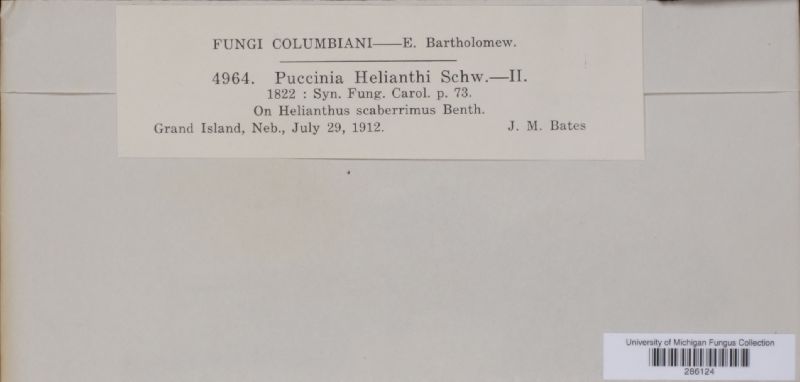 FUNGI COLUMBIANI——E. Bartholomew.
4964. Puccinia Helianthi Schw.—II.
1822 : Syn. Fung. Carol. p. 73.
On Helianthus scaberrimus Benth.
Grand Island, Neb., July 29, 1912. J. M. Bates
University of Michigan Fungus Collection
286124